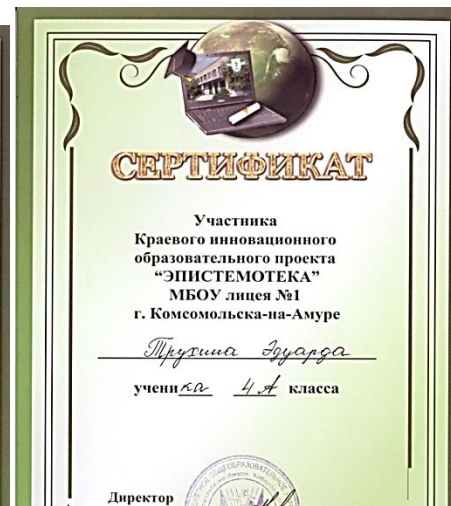 СЕРТИФИКАТ
Участника
Краевого инновационного
образовательного проекта
“ЭПИСТЕМОТЕКА”
МБОУ лицея №1
г. Комсомольска-на-Амуре
Трухина Эдуарда
ученика 4 А класса
Директор